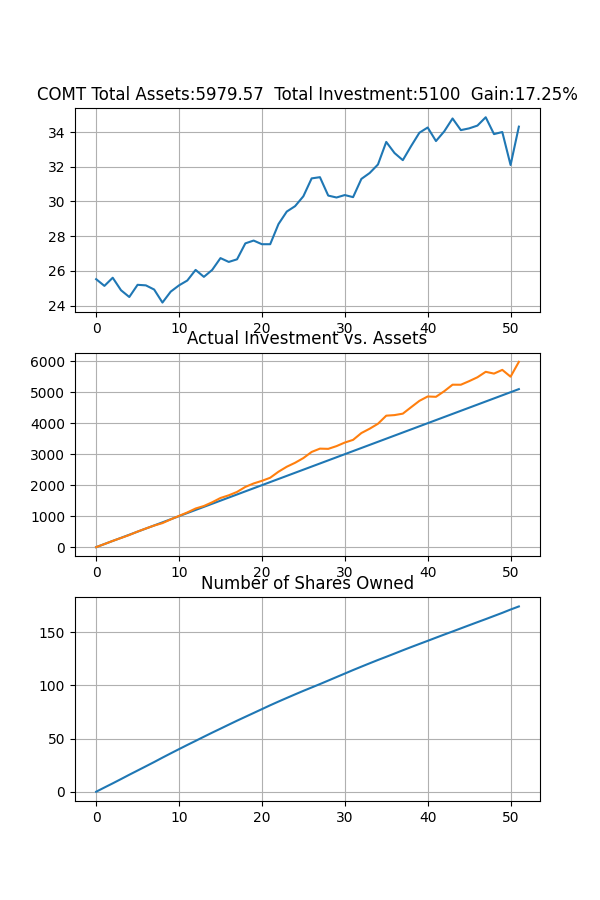 COMT Total Assets:5979.57  Total Investment:5100  Gain:17.25%
34
32
30
28
26
24
0 10 20 30 40 50
Actual Investment vs. Assets
6000
5000
4000
3000
2000
1000
0
0 10 20 30 40 50
Number of Shares Owned
150
100
50
0
0 10 20 30 40 50